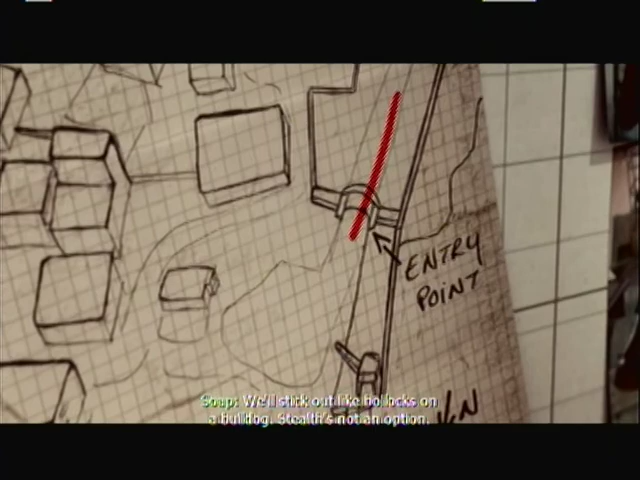 ENTRY
POINT
Soap: We'll stick out like bollocks on
a bulldog. Stealth's not an option.